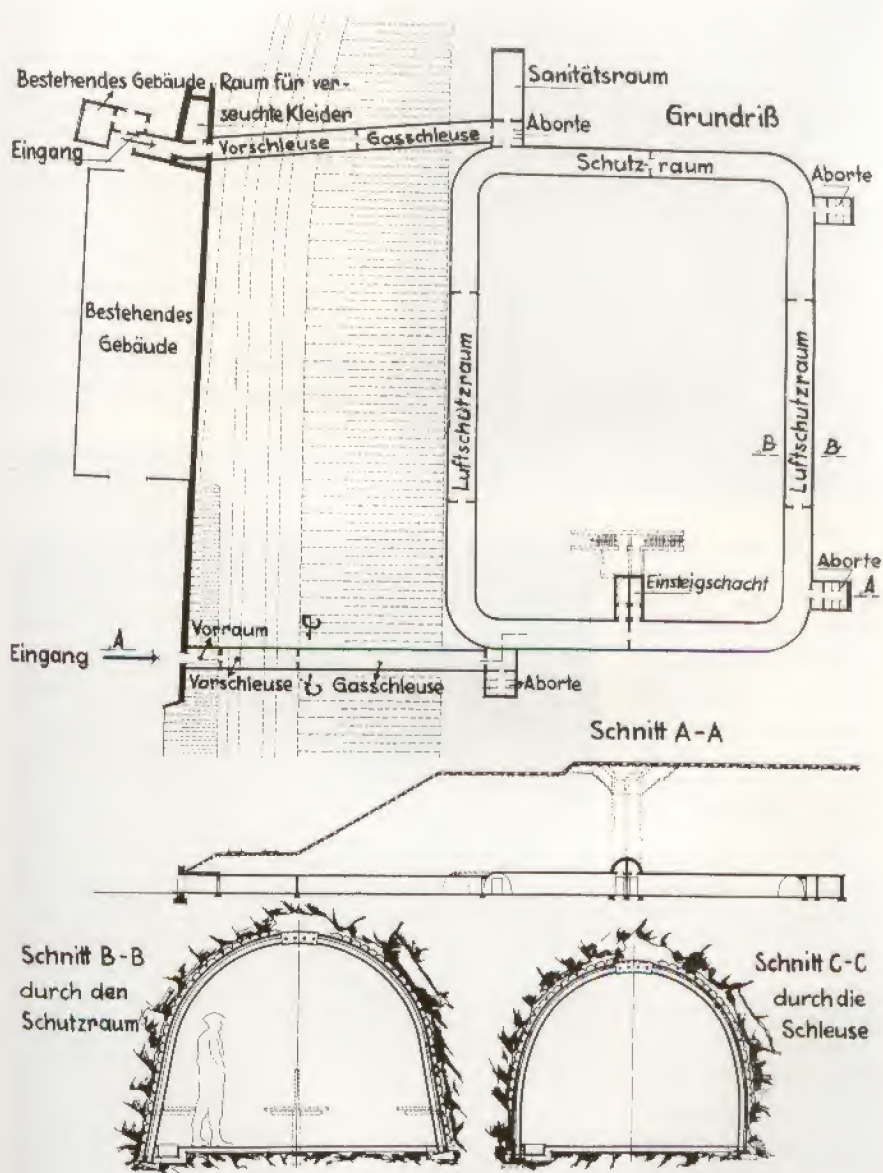 Bestehendes Gebäude
Raum für ver-
seuchte Kleider
Sanitätsraum
Grundriß
Eingang
Vorschleuse
Gasschleuse
Aborte
Schutz-raum
Aborte
Bestehendes
Gebäude
Luftschutzraum
Luftschutzraum
B
B
Einsteigschacht
Aborte
A
Vorraum
C
Eingang
A
Vorschleuse
C
Gasschleuse
Aborte
Schnitt A-A
Schnitt B-B
durch den
Schutzraum
Schnitt C-C
durch die
Schleuse